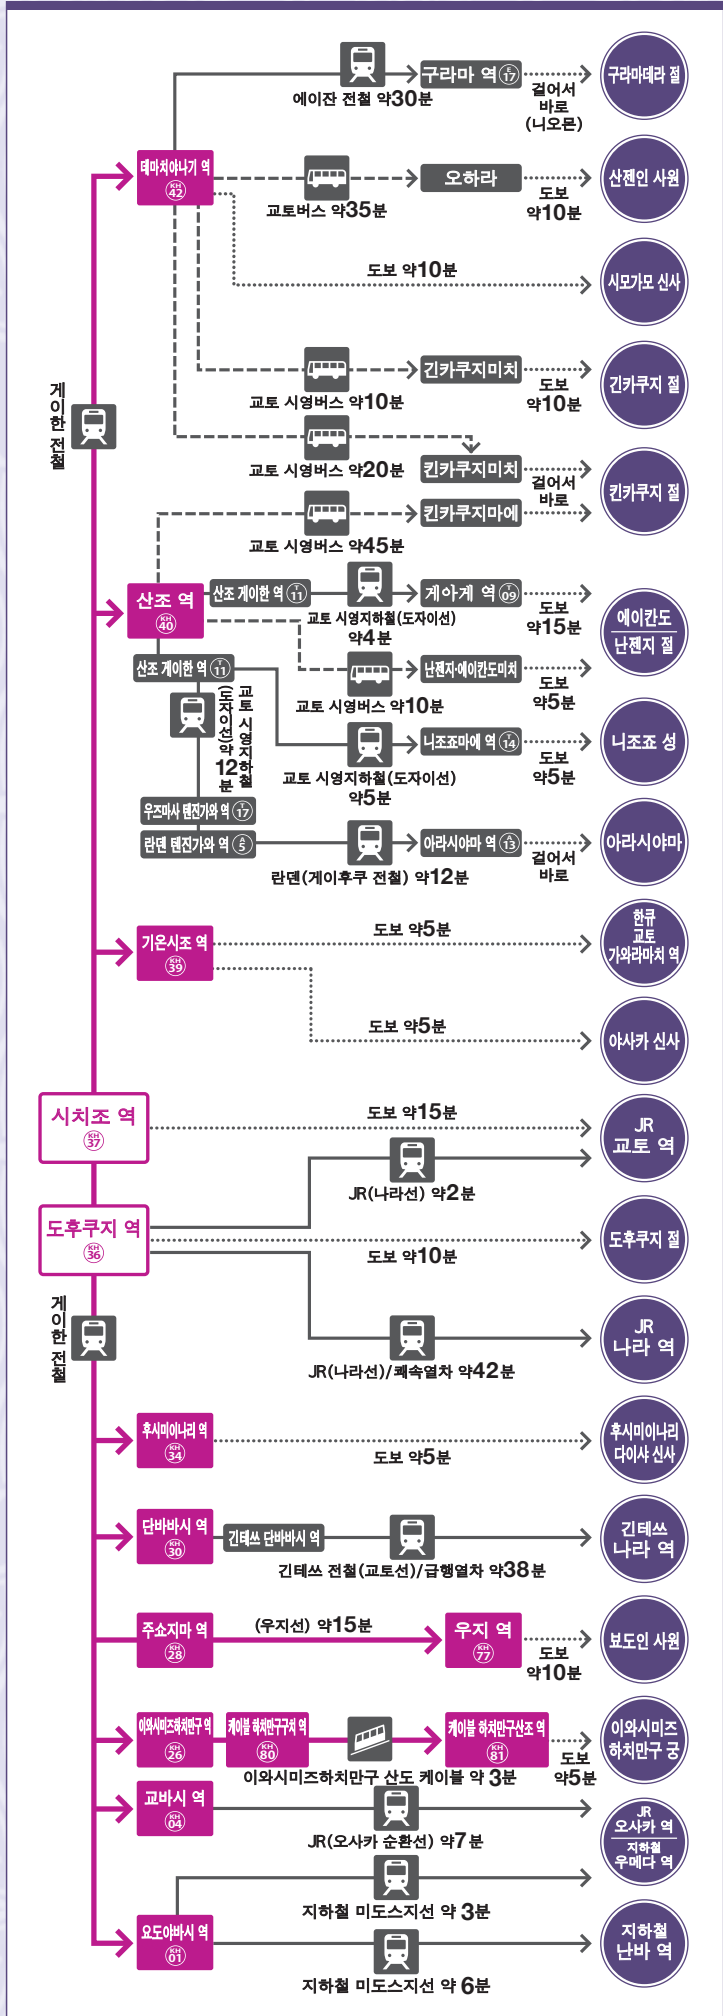 구라마 역 E 17
에이잔 전철 약30분
걸어서
바로
(니오몬)
구라마데라 절
데마치야나기 역
KH
42
교토버스 약35분
오하라
도보
약10분
산젠인 사원
도보 약10분
시모가모 신사
게이한 전철
교토 시영버스 약10분
긴카쿠지미치
도보
약10분
긴카쿠지 절
교토 시영버스 약20분
킨카쿠지미치
걸어서
바로
킨카쿠지 절
교토 시영버스 약45분
킨카쿠지마에
산조 역
KH
40
산조 게이한 역 T 11
교토 시영지하철(도자이선)
약4분
게아게 역 T 09
도보
약15분
에이칸도
난젠지 절
산조 게이한 역 T 11
교토 시영버스 약10분
난젠지·에이칸도미치
도보
약5분
교토 시영지하철
(도자이선) 약
12
분
교토 시영지하철(도자이선)
약5분
니조죠마에 역 T 14
도보
약5분
니조죠 성
우즈마사 텐진가와 역 T 17
란덴 텐진가와 역 A 5
란덴(게이후쿠 전철) 약12분
아라시야마 역 A 13
걸어서
바로
아라시야마
기온시조 역
KH
39
도보 약5분
한큐
교토
가와라마치 역
도보 약5분
야사카 신사
시치조 역
KH
37
도보 약15분
JR
교토 역
JR(나라선) 약2분
도후쿠지 역
KH
36
도보 약10분
도후쿠지 절
게이한 전철
JR(나라선)/쾌속열차 약42분
JR
나라 역
후시미이나리 역
KH
34
도보 약5분
후시미이나리
다이샤 신사
단바바시 역
KH
30
긴테쓰 단바바시 역
긴테쓰 전철(교토선)/급행열차 약38분
긴테쓰
나라 역
주쇼지마 역
KH
28
(우지선) 약15분
우지 역
KH
77
도보
약10분
뵤도인 사원
이와시미즈하치만구 역
KH
26
케이블 하치만구구치 역
KH
80
케이블 하치만구산조 역
KH
81
이와시미즈하치만구 산도 케이블 약 3분
도보
약5분
이와시미즈
하치만구 궁
교바시 역
KH
04
JR(오사카 순환선) 약7분
JR
오사카 역
지하철
우메다 역
지하철 미도스지선 약 3분
요도야바시 역
KH
01
지하철 미도스지선 약 6분
지하철
난바 역